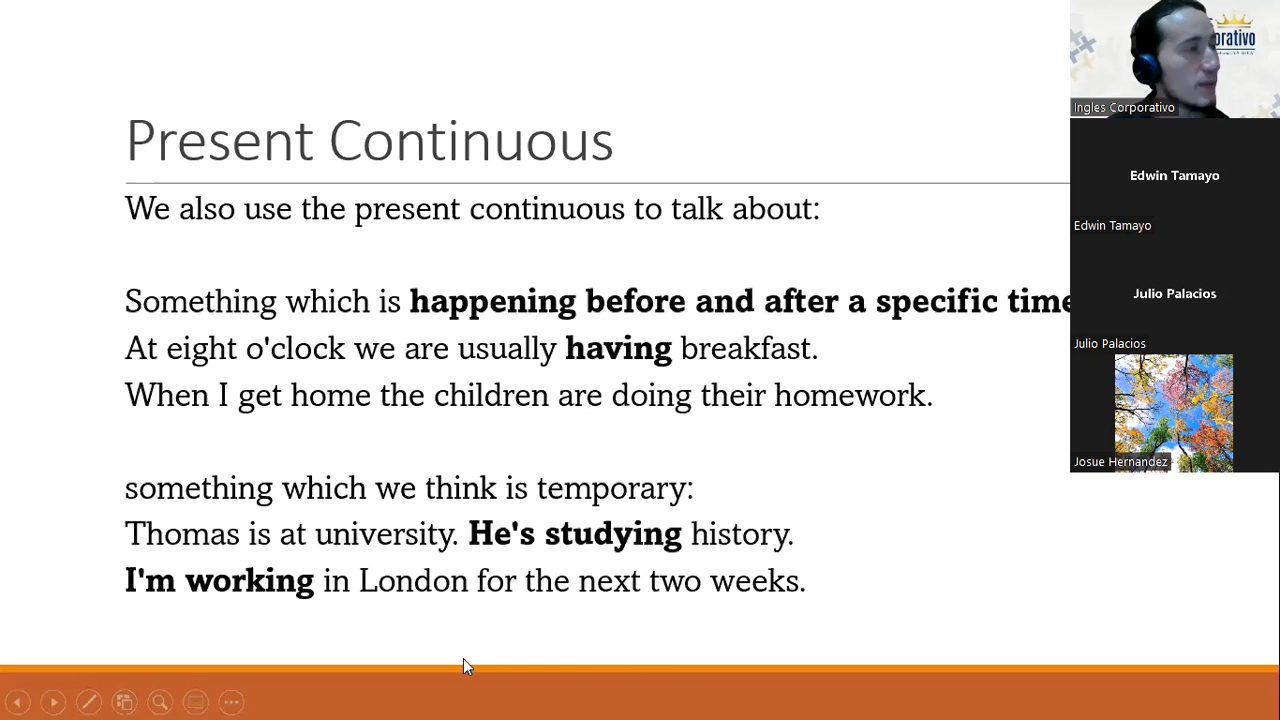 Present Continuous
We also use the present continuous to talk about:
Something which is happening before and after a specific time
At eight o'clock we are usually having breakfast.
When I get home the children are doing their homework.
something which we think is temporary:
Thomas is at university. He's studying history.
I'm working in London for the next two weeks.
Ingles Corporativo
Edwin Tamayo
Edwin Tamayo
Julio Palacios
Julio Palacios
Josue Hernandez